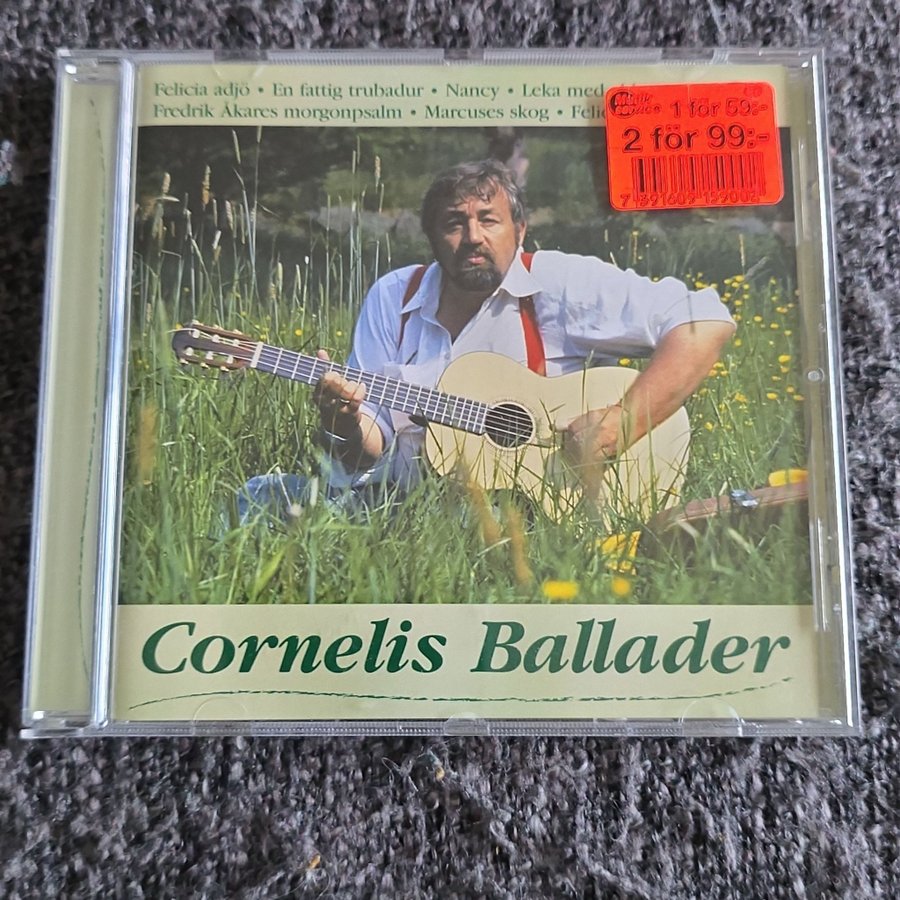 Felicia adjö • En fattig trubadur • Nancy • Leka med
Fredrik Åkares morgonpsalm • Marcuses skog •
1 för 59:-
2 för 99:-
Cornelis Ballader